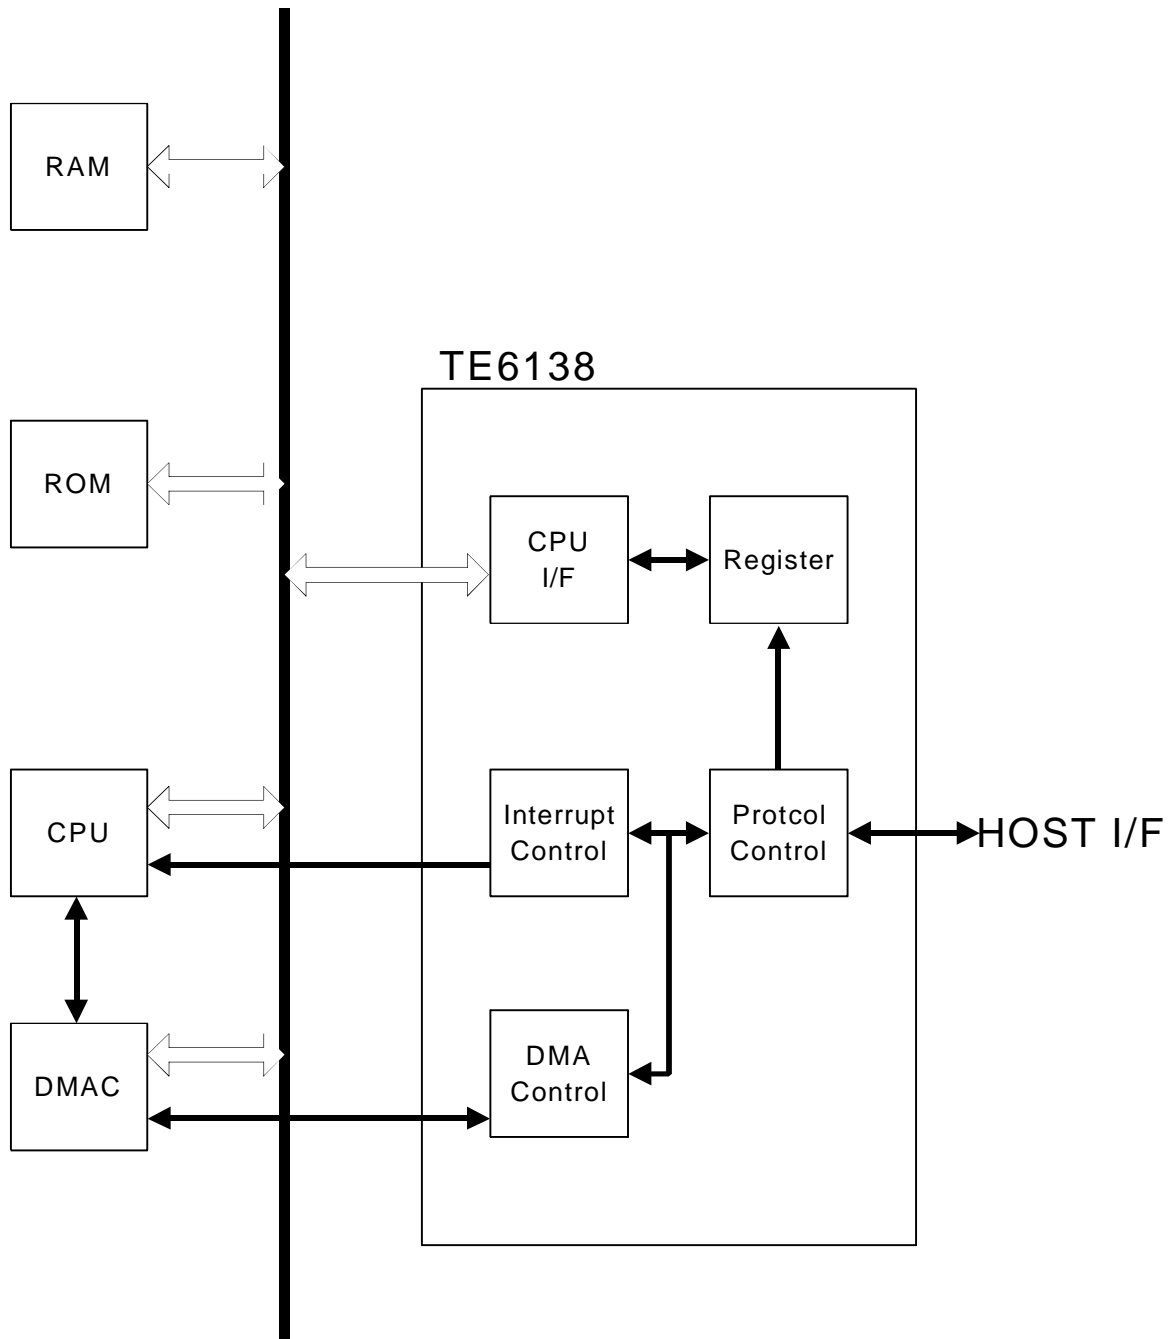 RAM
TE6138
ROM
CPU
I/F
Register
CPU
Interrupt
Control
Protcol
Control
HOST I/F
DMAC
DMA
Control